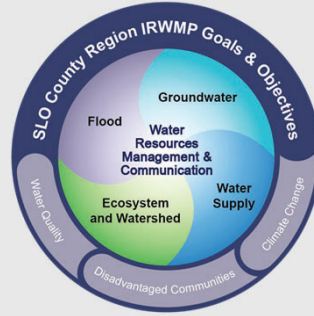 SLO County Region IRWMP Goals & Objectives
Groundwater
Flood
Water
Resources
Management &
Communication
Ecosystem
and Watershed
Water
Supply
Water Quality
Disadvantaged Communities
Climate Change